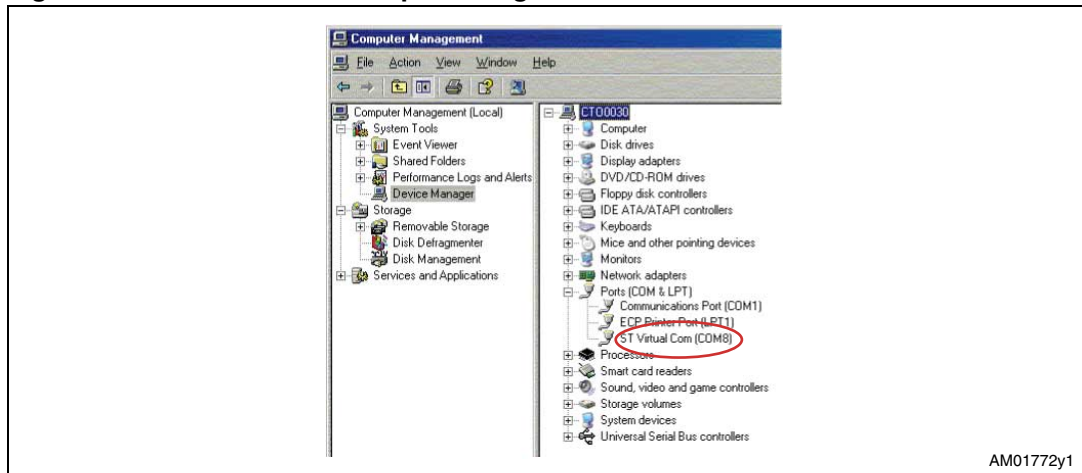 Computer Management
File Action View Window Help
Computer Management (Local)
System Tools
Event Viewer
Shared Folders
Performance Logs and Alerts
Device Manager
Storage
Removable Storage
Disk Defragmenter
Disk Management
Services and Applications
CTO0030
Computer
Disk drives
Display adapters
DVD/CD-ROM drives
Floppy disk controllers
IDE ATA/ATAPI controllers
Keyboards
Mice and other pointing devices
Monitors
Network adapters
Ports (COM & LPT)
Communications Port (COM1)
ECP Printer Port (LPT1)
ST Virtual Com (COM8)
Processors
Smart card readers
Sound, video and game controllers
Storage volumes
System devices
Universal Serial Bus controllers
AM01772y1